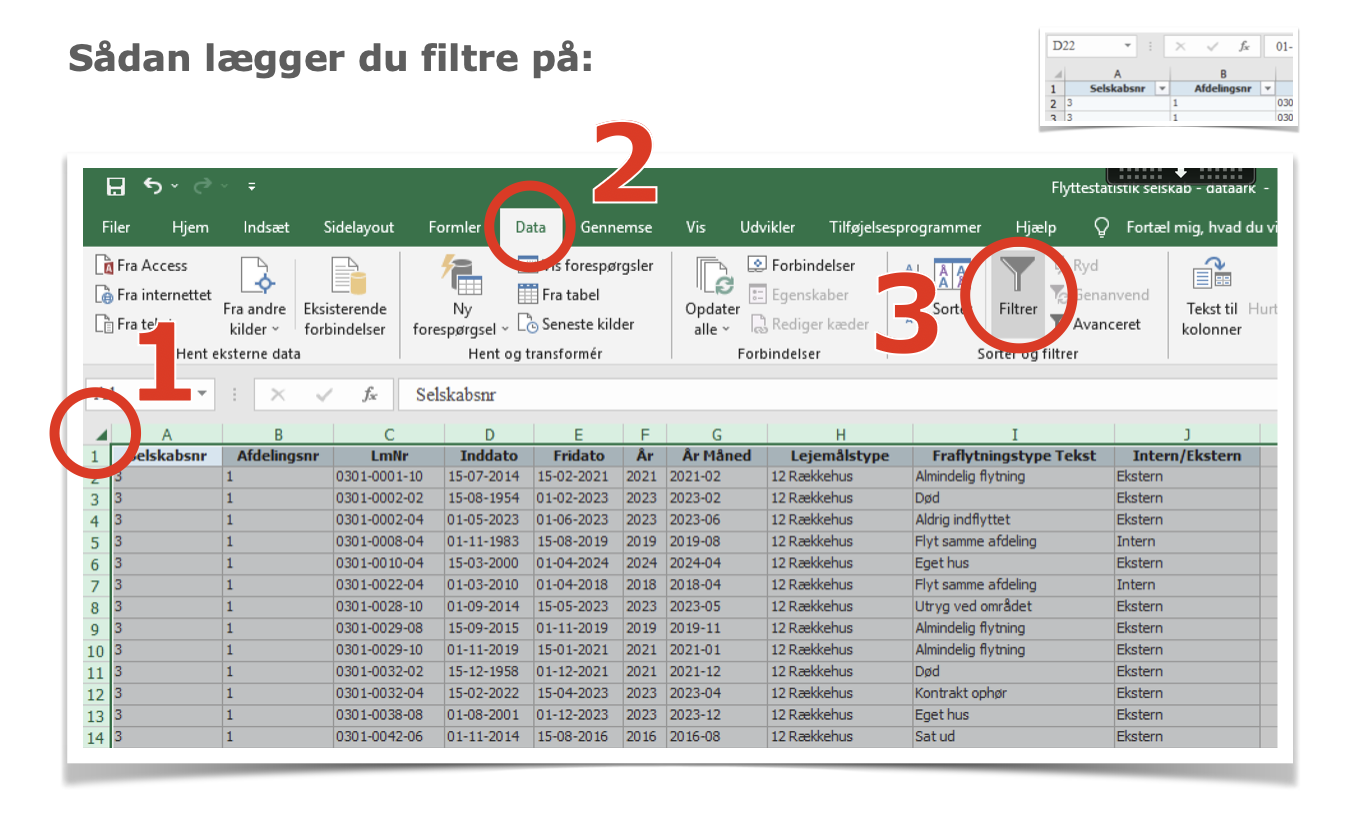 Sådan lægger du filtre på:
D22 01-
A B
1 Selskabsnr Afdelingsnr
2 3 1 030
3 3 1 030
2
Flyttestatistik selskab - dataark -
Filer Hjem Indsæt Sidelayout Formler Data Gennemse Vis Udvikler Tilføjelsesprogrammer Hjælp Fortæl mig, hvad du vi
Fra Access
Fra internettet
Fra andre kilder
Eksisterende forbindelser
Hent eksterne data
Ny forespørgsel
Vis forespørgsler
Fra tabel
Seneste kilder
Hent og transformér
Opdater alle
Forbindelser
Egenskaber
Rediger kæder
Forbindelser
3
Filtrer
Ryd
Genanvend
Avanceret
Sorter og filtrer
Tekst til kolonner
1
fx Selskabsnr
A B C D E F G H I J
1 Selskabsnr Afdelingsnr LmNr Inddato Fridato År År Måned Lejemålstype Fraflytningstype Tekst Intern/Ekstern
2 3 1 0301-0001-10 15-07-2014 15-02-2021 2021 2021-02 12 Rækkehus Almindelig flytning Ekstern
3 3 1 0301-0002-02 15-08-1954 01-02-2023 2023 2023-02 12 Rækkehus Død Ekstern
4 3 1 0301-0002-04 01-05-2023 01-06-2023 2023 2023-06 12 Rækkehus Aldrig indflyttet Ekstern
5 3 1 0301-0008-04 01-11-1983 15-08-2019 2019 2019-08 12 Rækkehus Flyt samme afdeling Intern
6 3 1 0301-0010-04 15-03-2000 01-04-2024 2024 2024-04 12 Rækkehus Eget hus Ekstern
7 3 1 0301-0022-04 01-03-2010 01-04-2018 2018 2018-04 12 Rækkehus Flyt samme afdeling Intern
8 3 1 0301-0028-10 01-09-2014 15-05-2023 2023 2023-05 12 Rækkehus Utryg ved området Ekstern
9 3 1 0301-0029-08 15-09-2015 01-11-2019 2019 2019-11 12 Rækkehus Almindelig flytning Ekstern
10 3 1 0301-0029-10 01-11-2019 15-01-2021 2021 2021-01 12 Rækkehus Almindelig flytning Ekstern
11 3 1 0301-0032-02 15-12-1958 01-12-2021 2021 2021-12 12 Rækkehus Død Ekstern
12 3 1 0301-0032-04 15-02-2022 15-04-2023 2023 2023-04 12 Rækkehus Kontrakt ophør Ekstern
13 3 1 0301-0038-08 01-08-2001 01-12-2023 2023 2023-12 12 Rækkehus Eget hus Ekstern
14 3 1 0301-0042-06 01-11-2014 15-08-2016 2016 2016-08 12 Rækkehus Sat ud Ekstern